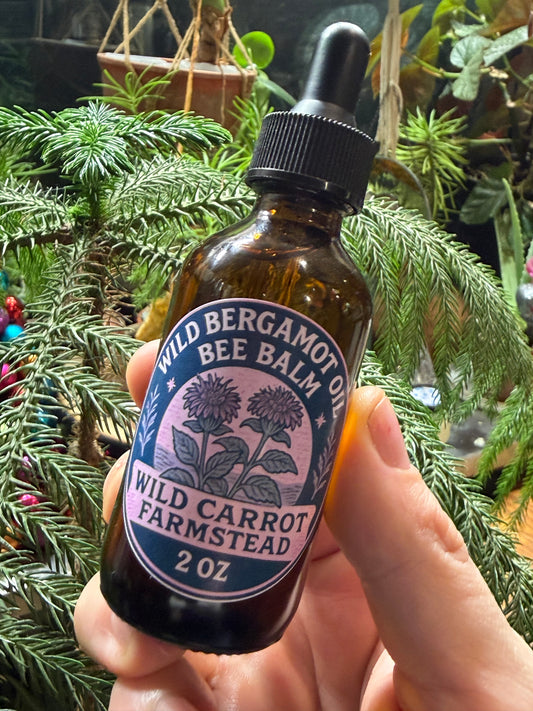 WILD BERGAMOT OIL
BEE BALM
WILD CARROT
FARMSTEAD
2 OZ